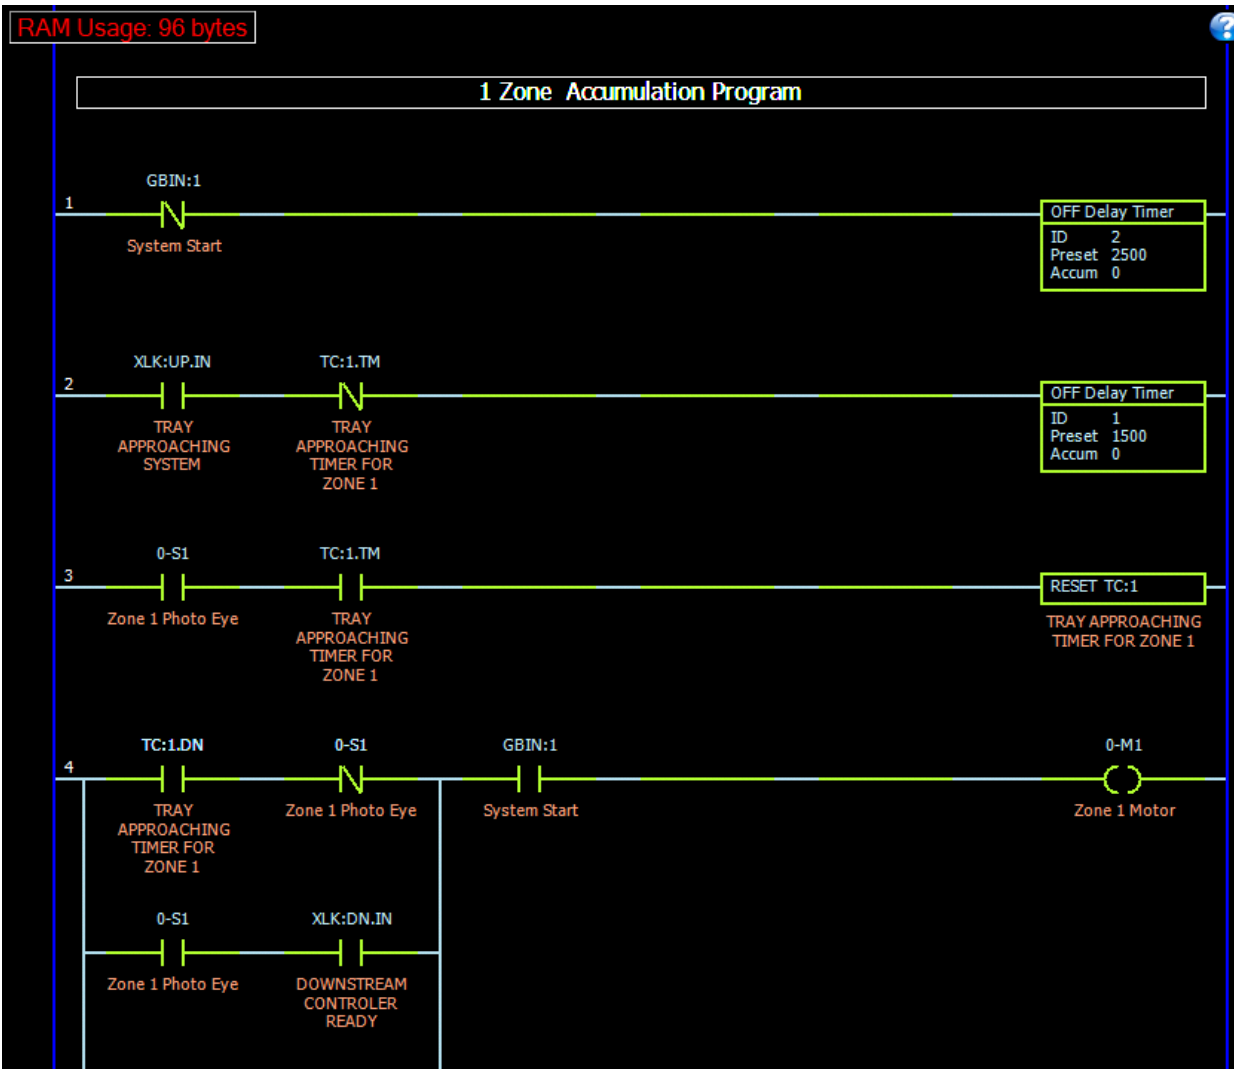 RAM Usage: 96 bytes
?
1 Zone Accumulation Program
GBIN:1
1
System Start
OFF Delay Timer
ID 2
Preset 2500
Accum 0
XLK:UP.IN TC:1.TM
2
TRAY
APPROACHING
SYSTEM
TRAY
APPROACHING
TIMER FOR
ZONE 1
OFF Delay Timer
ID 1
Preset 1500
Accum 0
0-S1 TC:1.TM
3
Zone 1 Photo Eye
TRAY
APPROACHING
TIMER FOR
ZONE 1
RESET TC:1
TRAY APPROACHING
TIMER FOR ZONE 1
TC:1.DN 0-S1 GBIN:1 0-M1
4
TRAY
APPROACHING
TIMER FOR
ZONE 1
Zone 1 Photo Eye
System Start
Zone 1 Motor
0-S1 XLK:DN.IN
Zone 1 Photo Eye
DOWNSTREAM
CONTROLER
READY